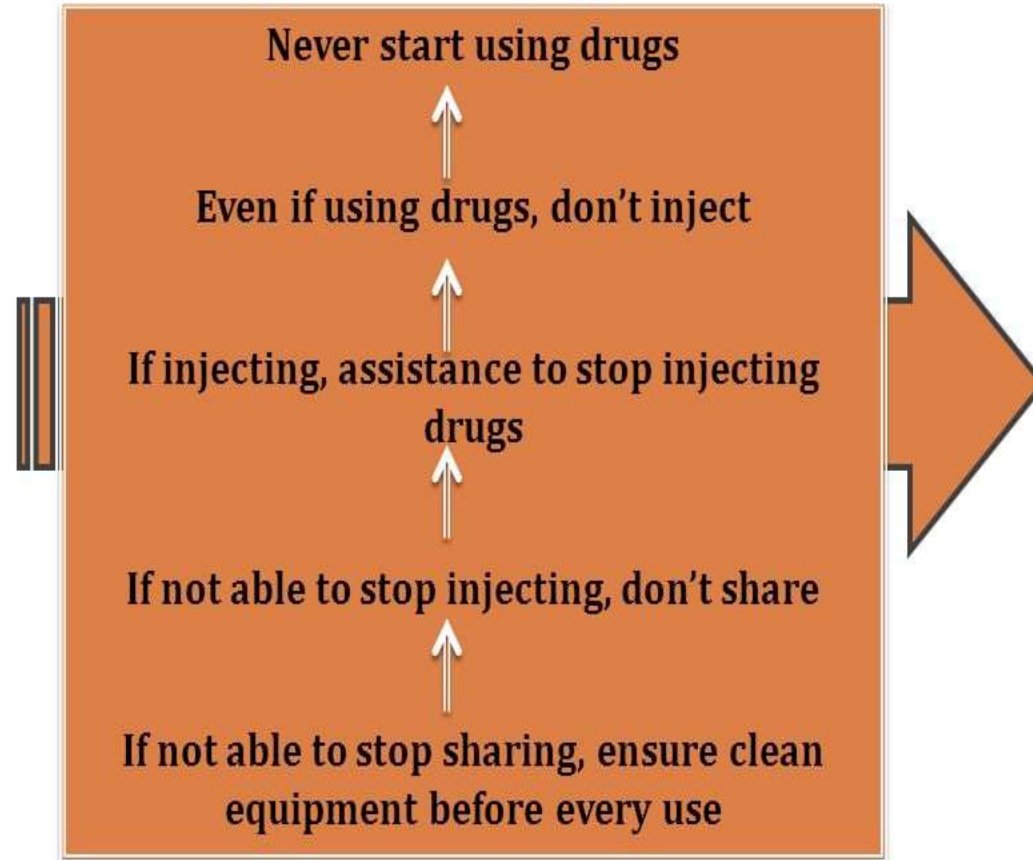 Never start using drugs
Even if using drugs, don’t inject
If injecting, assistance to stop injecting
drugs
If not able to stop injecting, don’t share
If not able to stop sharing, ensure clean
equipment before every use